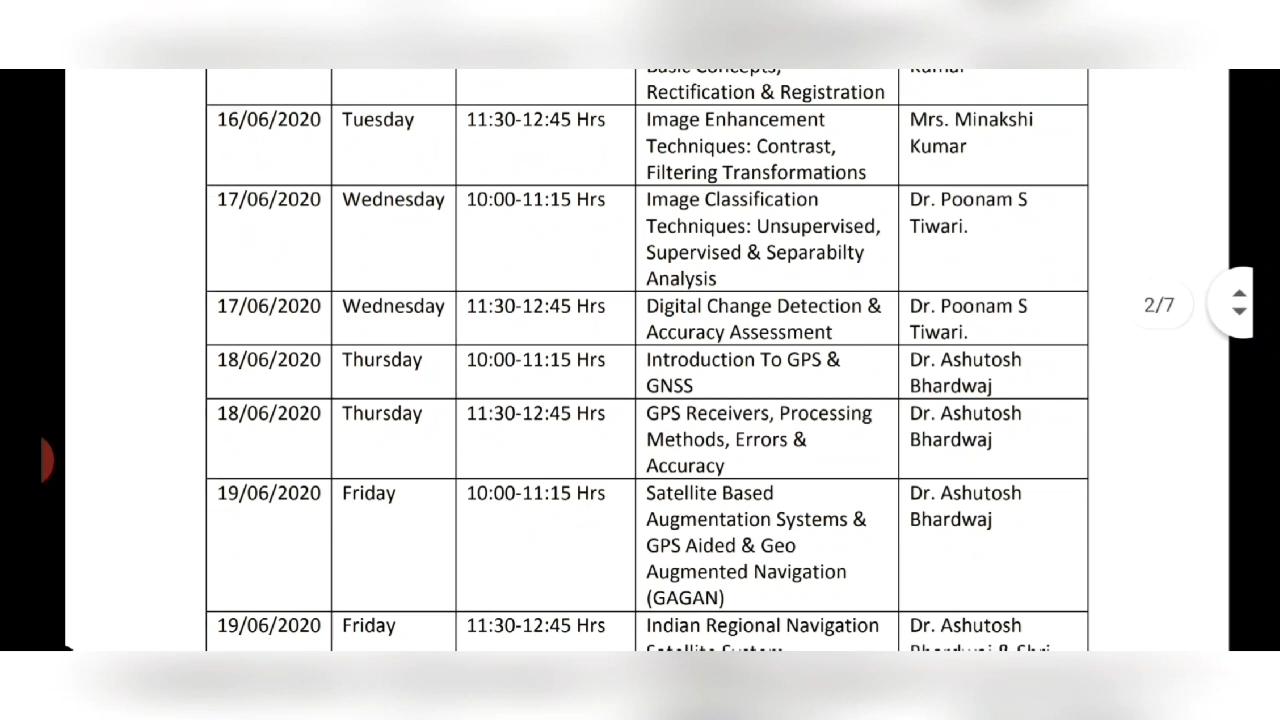 Basic Concepts,
Kumar
Rectification & Registration
16/06/2020 Tuesday 11:30-12:45 Hrs Image Enhancement Mrs. Minakshi
Techniques: Contrast, Kumar
Filtering Transformations
17/06/2020 Wednesday 10:00-11:15 Hrs Image Classification Dr. Poonam S
Techniques: Unsupervised, Tiwari.
Supervised & Separabilty
Analysis
17/06/2020 Wednesday 11:30-12:45 Hrs Digital Change Detection & Dr. Poonam S
Accuracy Assessment Tiwari.
18/06/2020 Thursday 10:00-11:15 Hrs Introduction To GPS & Dr. Ashutosh
GNSS Bhardwaj
18/06/2020 Thursday 11:30-12:45 Hrs GPS Receivers, Processing Dr. Ashutosh
Methods, Errors & Bhardwaj
Accuracy
19/06/2020 Friday 10:00-11:15 Hrs Satellite Based Dr. Ashutosh
Augmentation Systems & Bhardwaj
GPS Aided & Geo
Augmented Navigation
(GAGAN)
19/06/2020 Friday 11:30-12:45 Hrs Indian Regional Navigation Dr. Ashutosh
Satellite System Bhardwaj & Shri
2/7